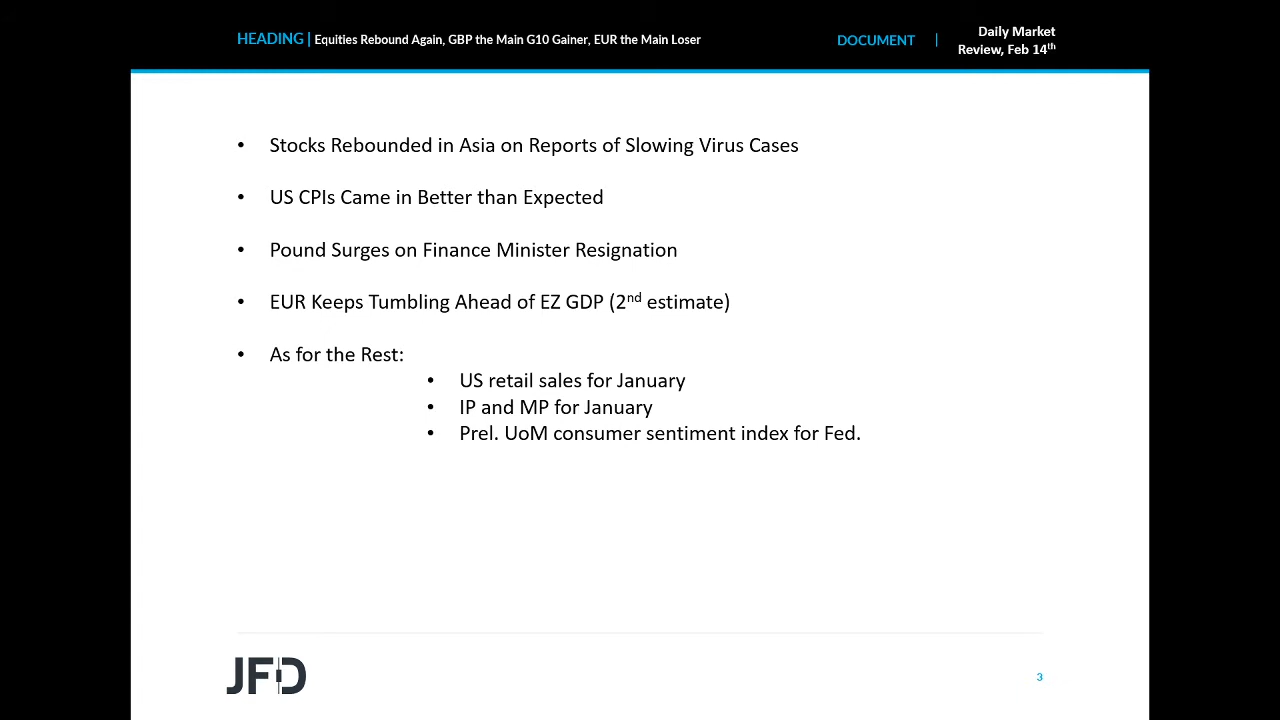 HEADING | Equities Rebound Again, GBP the Main G10 Gainer, EUR the Main Loser
DOCUMENT | Daily Market
Review, Feb 14th
• Stocks Rebounded in Asia on Reports of Slowing Virus Cases
• US CPIs Came in Better than Expected
• Pound Surges on Finance Minister Resignation
• EUR Keeps Tumbling Ahead of EZ GDP (2nd estimate)
• As for the Rest:
• US retail sales for January
• IP and MP for January
• Prel. UoM consumer sentiment index for Fed.
JFD
3